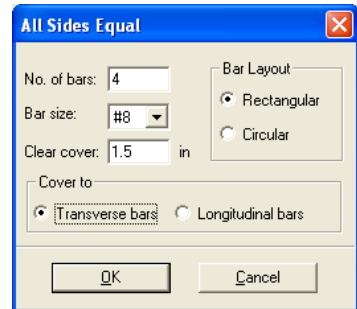 All Sides Equal
No. of bars: 4
Bar size: #8
Clear cover: 1.5 in
Bar Layout
Rectangular
Circular
Cover to
Transverse bars Longitudinal bars
OK Cancel